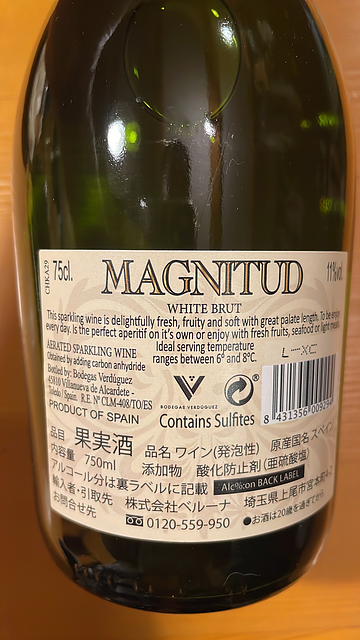 CHKA29
75cl.
MAGNITUD
11%vol.
WHITE BRUT
This sparkling wine is delightfully fresh, fruity and soft with great palate length. To be enjoy
every day. Is the perfect aperitif on it's own or enjoy with fresh fruits, seafood or light meals
Ideal serving temperature
ranges between 6º and 8ºC.
AERATED SPARKLING WINE
Obtained by adding carbon anhydride
Bottled by: Bodegas Verdúguez
45810 Villanueva de Alcardete -
Toledo / Spain. R.E. Nº CLM-408/TO/ES
PRODUCT OF SPAIN
BODEGAS VERDÚGUEZ
Contains Sulfites
8 431356 009294
品目 果実酒
品名 ワイン(発泡性) 原産国名 スペイン
内容量 750ml
添加物 酸化防止剤(亜硫酸塩)
アルコール分は裏ラベルに記載 Alc%:on BACK LABEL
輸入者・引取先 株式会社ベルーナ 埼玉県上尾市宮本町
お問合せ先 0120-559-950 ●お酒は20歳を過ぎてから